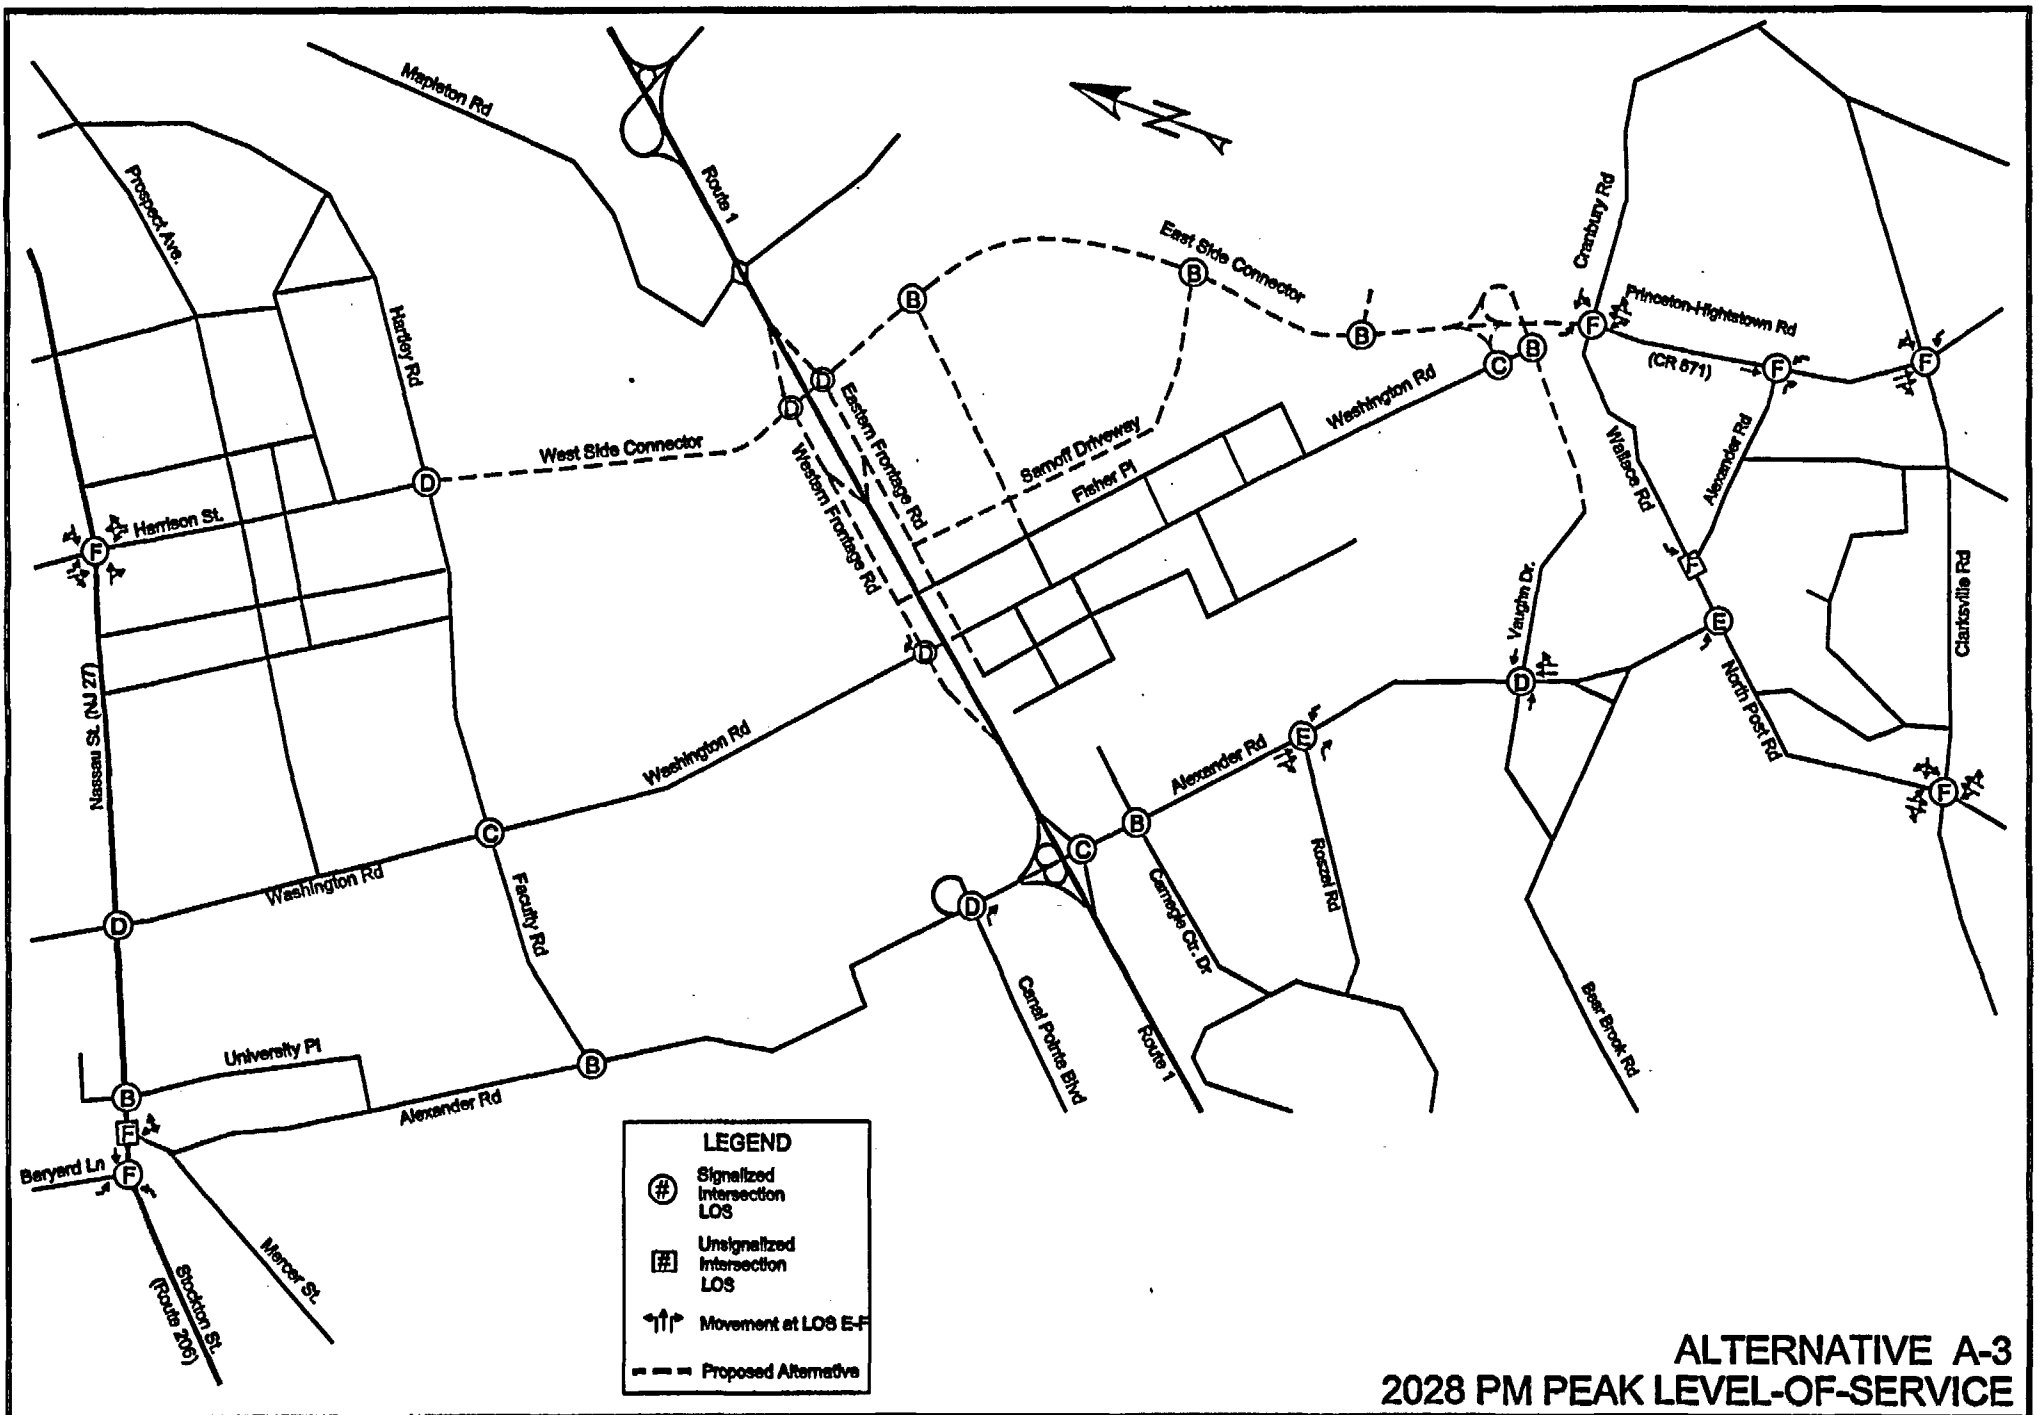 Mapleton Rd
Prospect Ave.
Route 1
N
Cranbury Rd
East Side Connector
B
B
B
Princeton-Hightstown Rd
(CR 571)
F
F
F
B
C
Hartley Rd
D
D
Eastern Frontage Rd
Western Frontage Rd
West Side Connector
D
Sarnoff Driveway
Fisher Pl
Washington Rd
Wallace Rd
Alexander Rd
Harrison St.
F
F
E
Vaughn Dr.
Clarksville Rd
D
D
North Post Rd
Nassau St. (NJ 27)
Washington Rd
Alexander Rd
E
F
C
B
C
Roszel Rd
Carnegie Ctr. Dr
Washington Rd
Faculty Rd
D
D
Canal Pointe Blvd
Route 1
Bear Brook Rd
University Pl
B
B
Alexander Rd
F
F
Baryard Ln
Mercer St.
Stockton St.
(Route 206)
LEGEND
# Signalized
Intersection
LOS
# Unsignalized
Intersection
LOS
Movement at LOS E-F
Proposed Alternative
ALTERNATIVE A-3
2028 PM PEAK LEVEL-OF-SERVICE